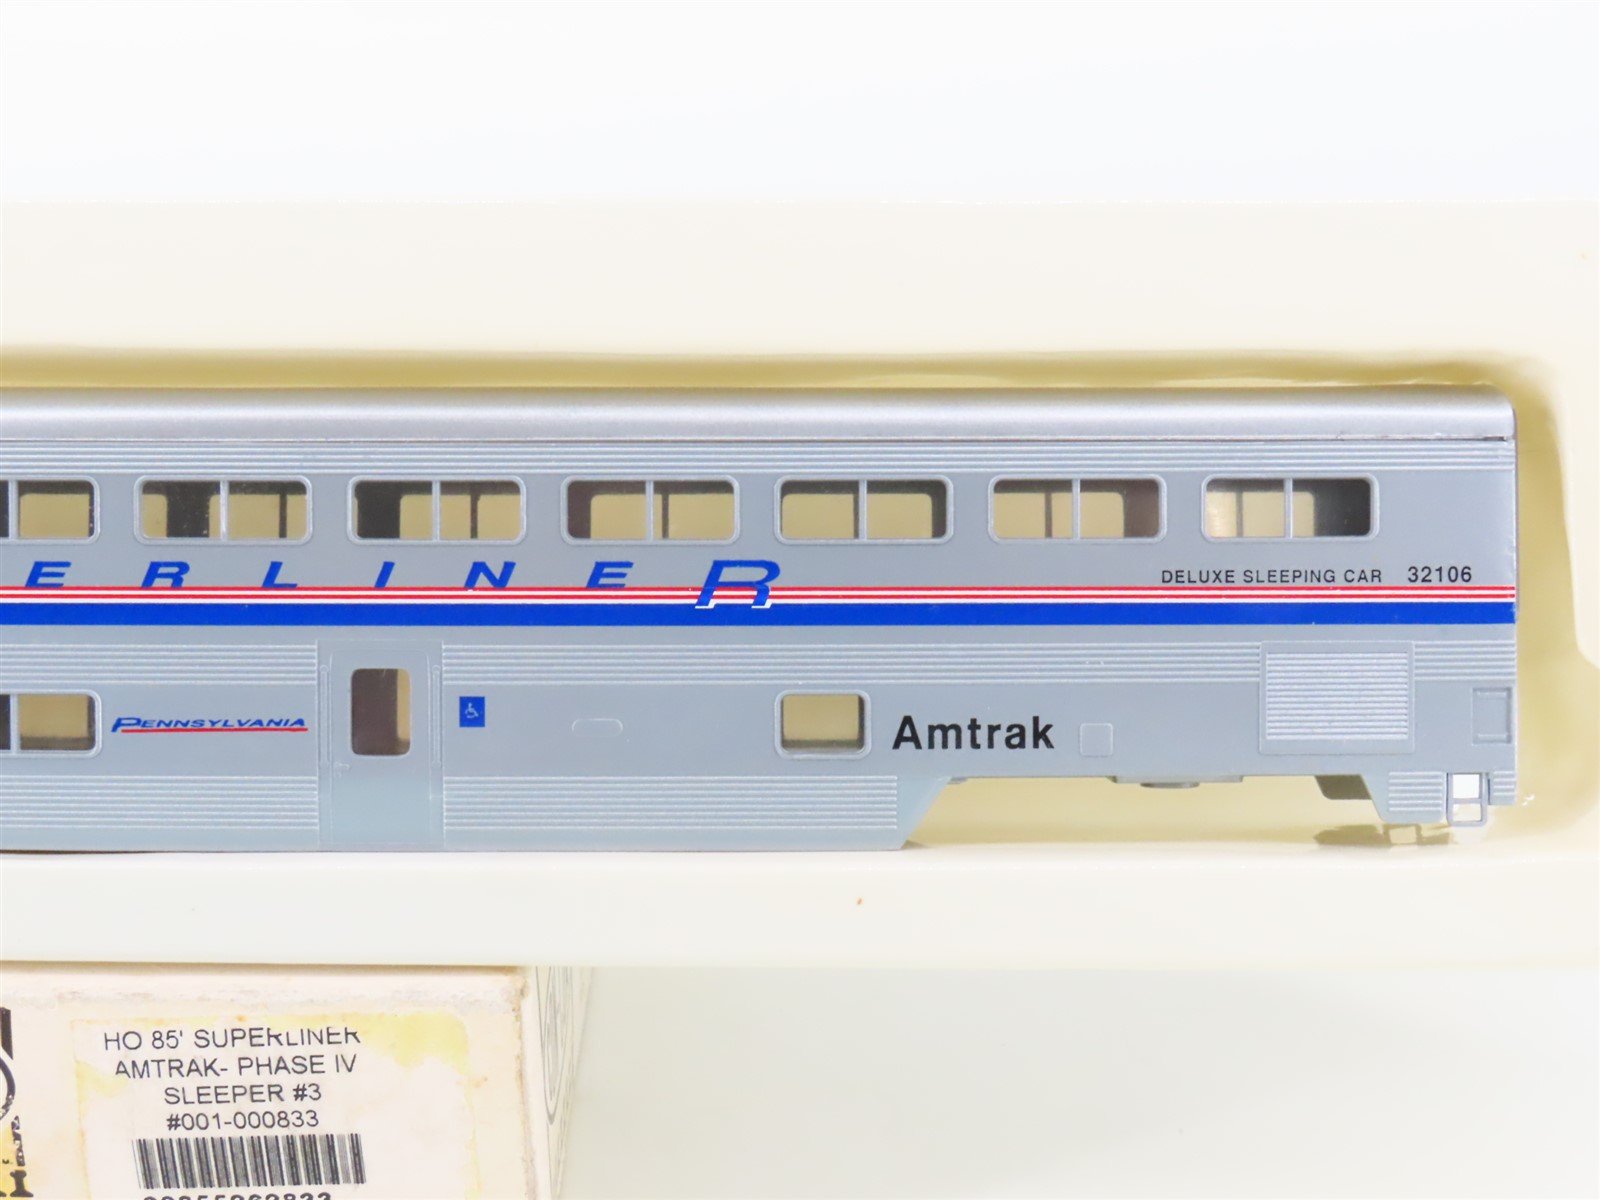 ERLINER
DELUXE SLEEPING CAR 32106
PENNSYLVANIA
Amtrak
HO 85' SUPERLINER
AMTRAK- PHASE IV
SLEEPER #3
#001-000833